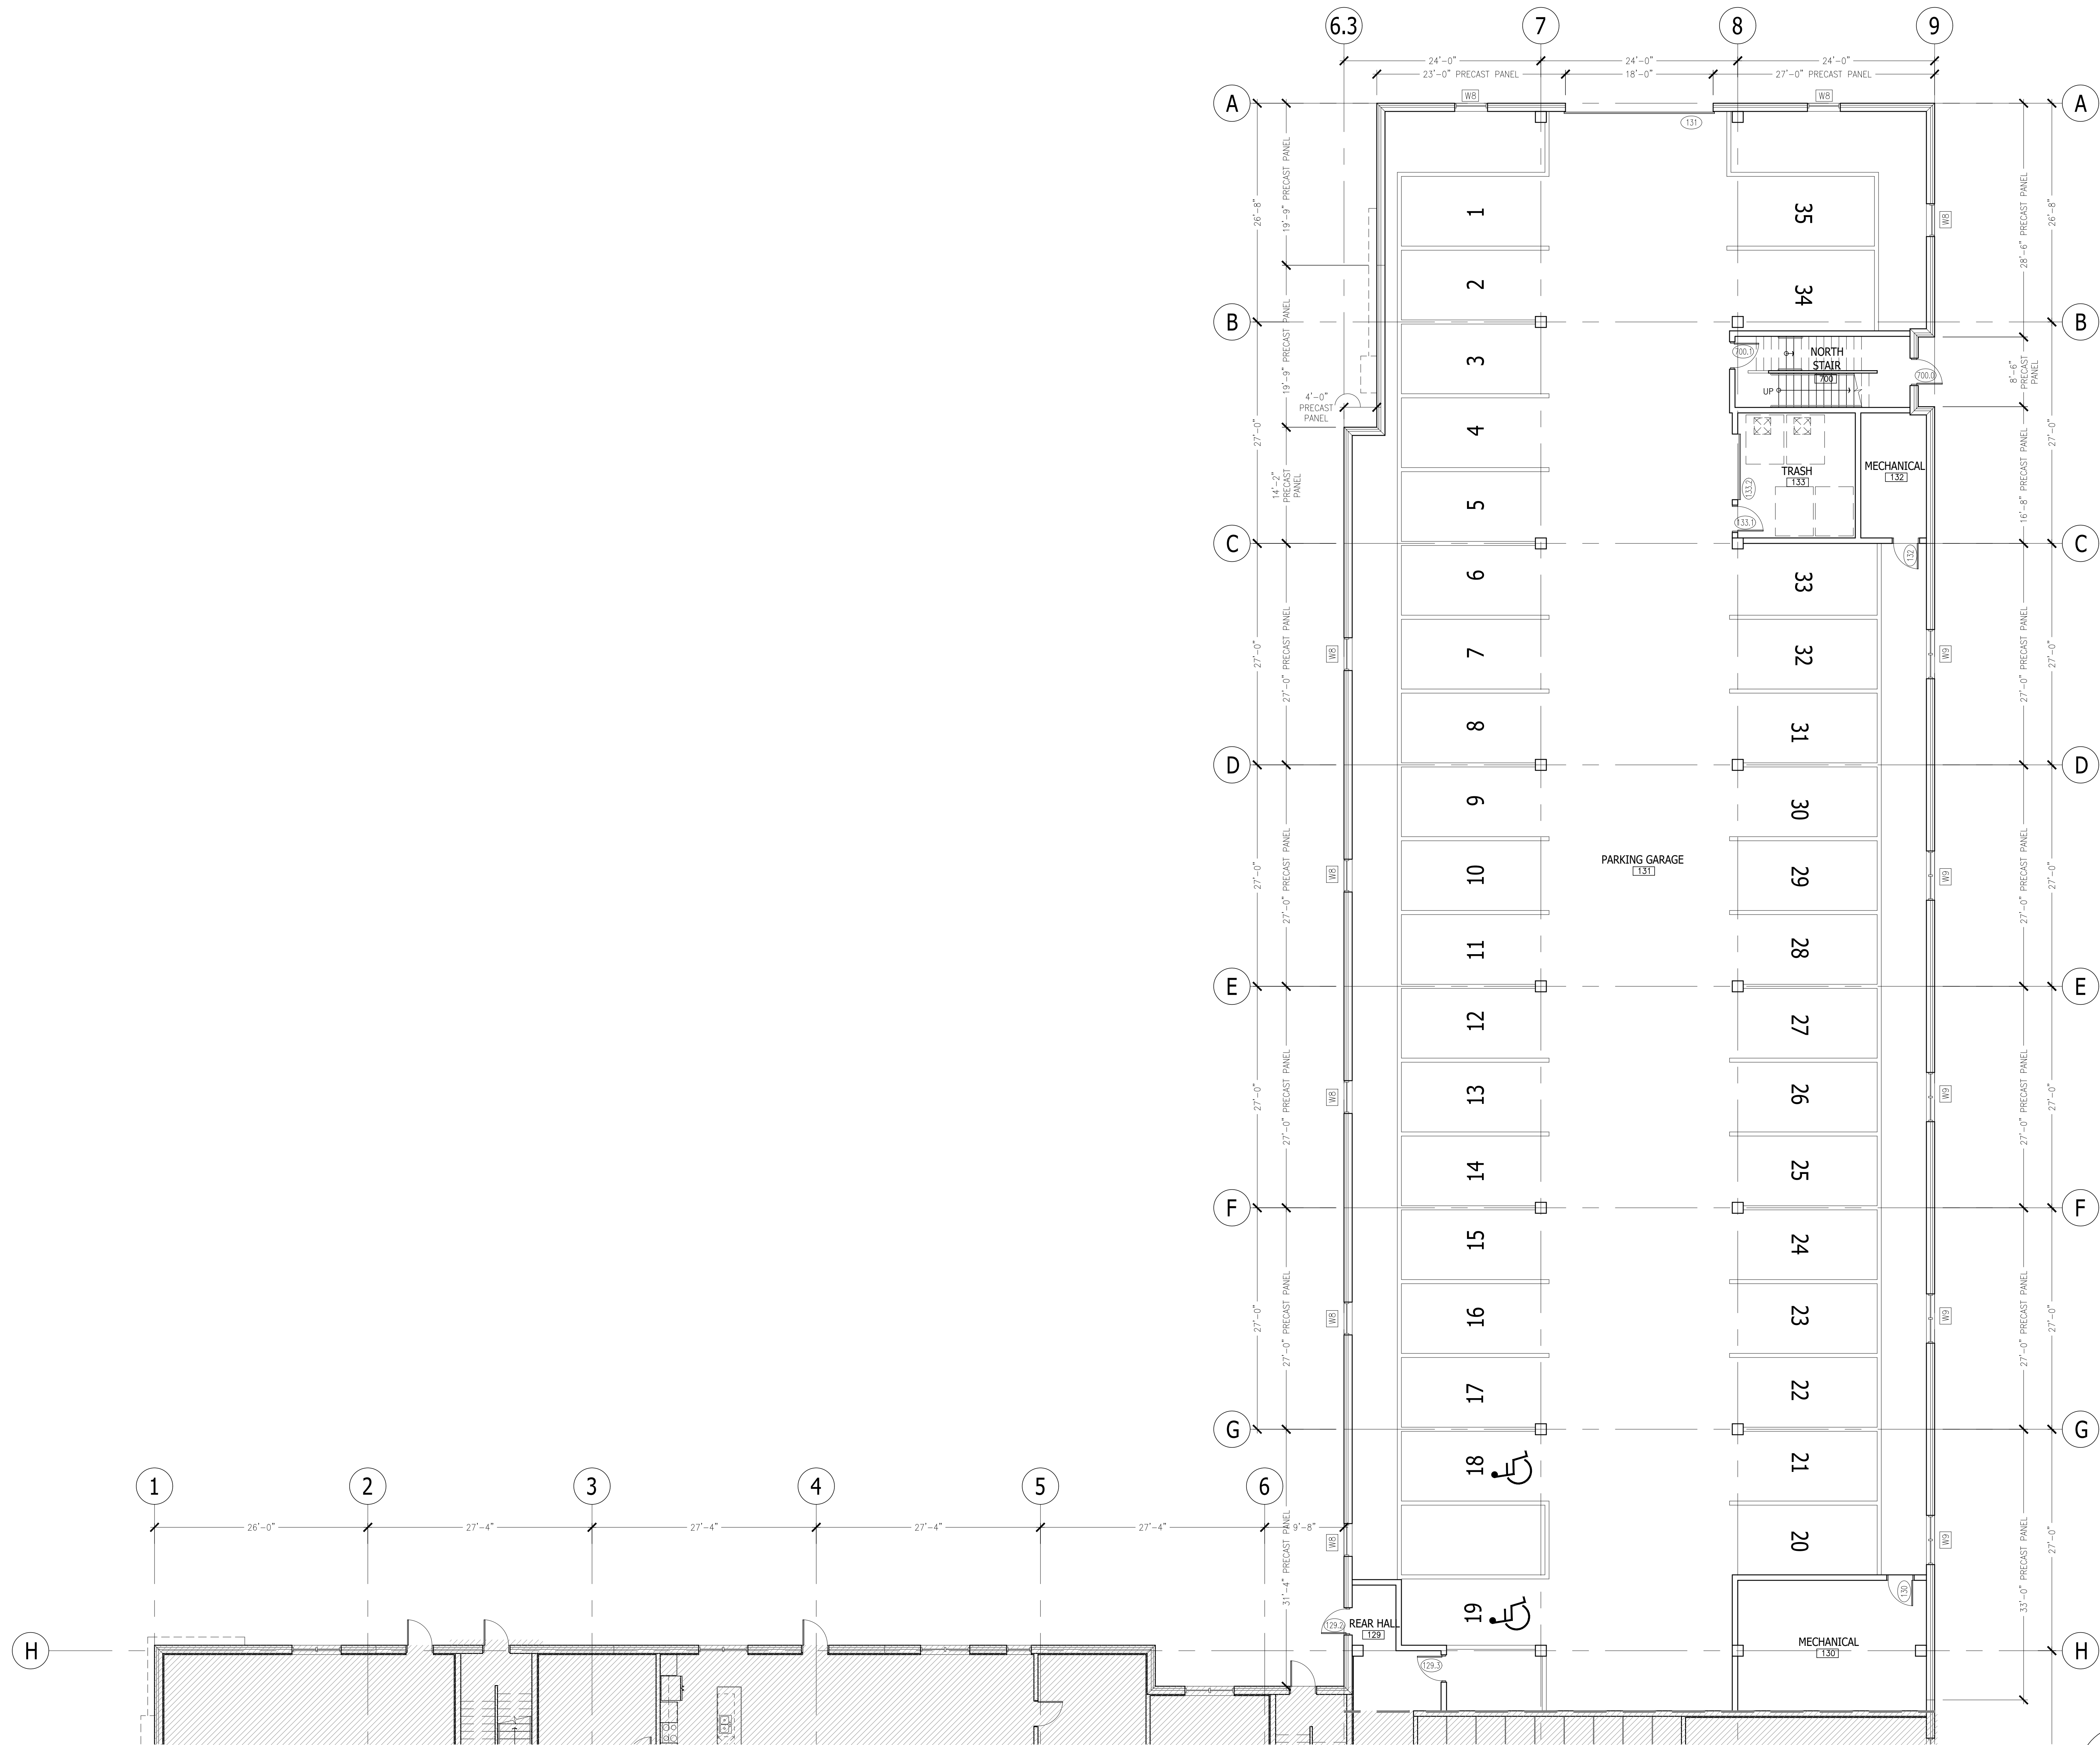 6.3
7
8
9
24'-0"
24'-0"
24'-0"
23'-0" PRECAST PANEL
18'-0"
27'-0" PRECAST PANEL
W8
W8
A
A
131
26'-8"
19'-9" PRECAST PANEL
28'-6" PRECAST PANEL
26'-8"
1
35
W8
2
34
B
B
19'-9" PRECAST PANEL
3
700.1
NORTH
STAIR
700
700.0
UP
8'-6"
PRECAST
PANEL
4'-0"
PRECAST
PANEL
27'-0"
4
27'-0"
14'-2"
PRECAST
PANEL
TRASH
133
MECHANICAL
132
16'-8" PRECAST PANEL
133.2
5
133.1
C
C
132
6
33
27'-0"
27'-0" PRECAST PANEL
W8
7
32
W9
27'-0" PRECAST PANEL
27'-0"
8
31
D
D
9
30
27'-0"
27'-0" PRECAST PANEL
W8
10
PARKING GARAGE
131
29
W9
27'-0" PRECAST PANEL
27'-0"
11
28
E
E
12
27
27'-0"
27'-0" PRECAST PANEL
W8
13
26
W9
27'-0" PRECAST PANEL
27'-0"
14
25
F
F
15
24
27'-0"
27'-0" PRECAST PANEL
W8
16
23
W9
27'-0" PRECAST PANEL
27'-0"
17
22
G
G
18
21
1
2
3
4
5
6
26'-0"
27'-4"
27'-4"
27'-4"
27'-4"
9'-8"
31'-4" PRECAST PANEL
W8
20
W9
33'-0" PRECAST PANEL
27'-0"
130
19
129.2
REAR HALL
129
MECHANICAL
130
H
H
129.3